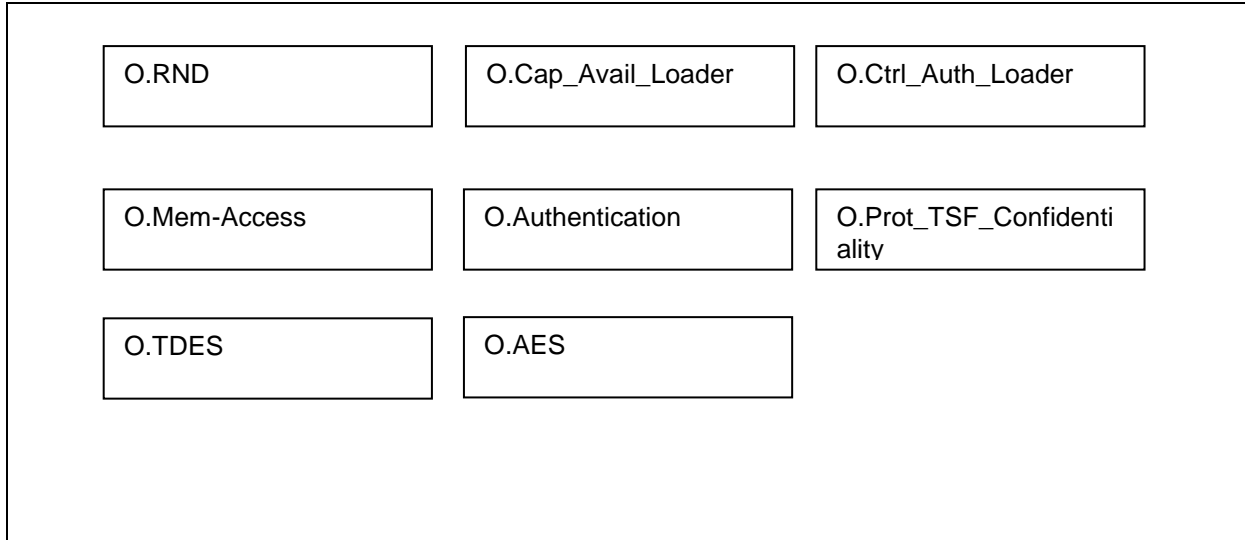 O.RND
O.Cap_Avail_Loader
O.Ctrl_Auth_Loader
O.Mem-Access
O.Authentication
O.Prot_TSF_Confidenti
ality
O.TDES
O.AES